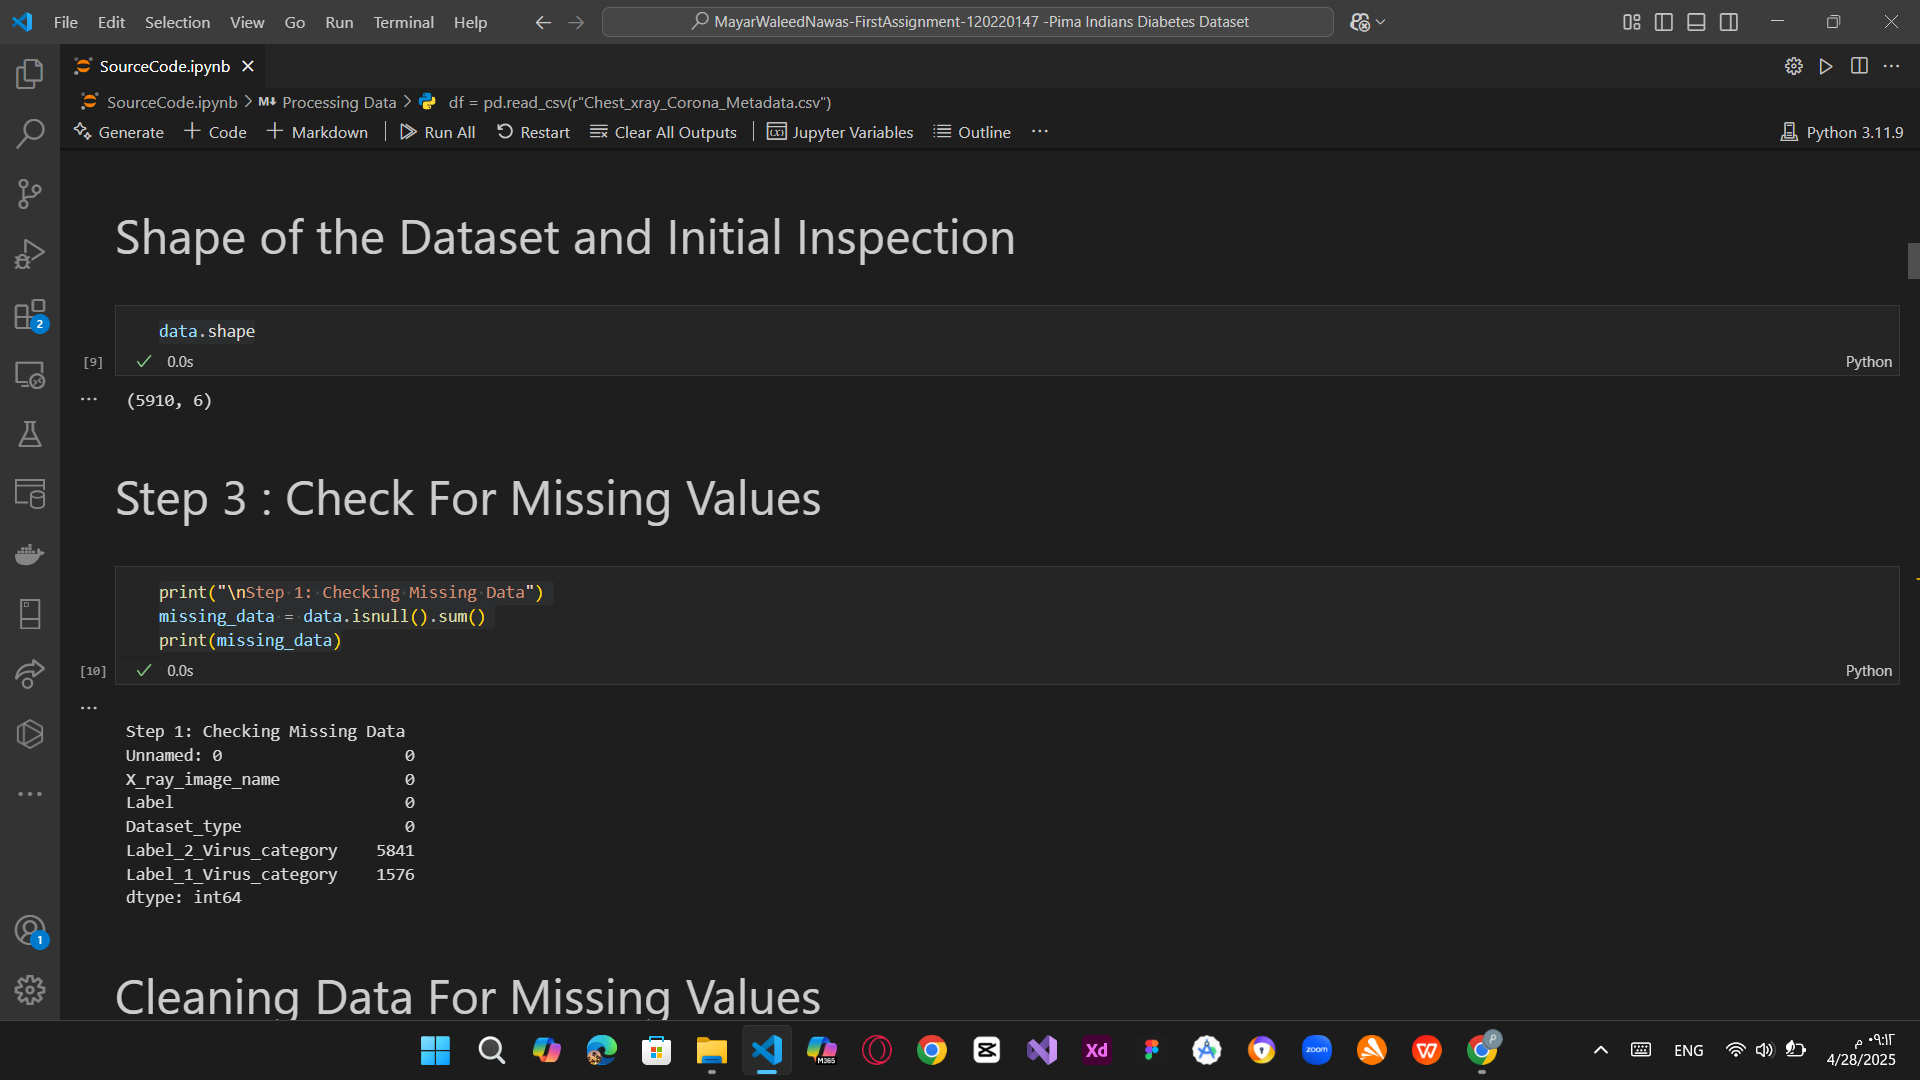 File Edit Selection View Go Run Terminal Help
MayarWaleedNawas-FirstAssignment-120220147 -Pima Indians Diabetes Dataset
SourceCode.ipynb
SourceCode.ipynb > M↓ Processing Data > df = pd.read_csv(r"Chest_xray_Corona_Metadata.csv")
Generate + Code + Markdown Run All Restart Clear All Outputs Jupyter Variables Outline ... Python 3.11.9
Shape of the Dataset and Initial Inspection
data.shape
[9] 0.0s Python
(5910, 6)
Step 3 : Check For Missing Values
print("\nStep 1: Checking Missing Data")
missing_data = data.isnull().sum()
print(missing_data)
[10] 0.0s Python
Step 1: Checking Missing Data
Unnamed: 0 0
X_ray_image_name 0
Label 0
Dataset_type 0
Label_2_Virus_category 5841
Label_1_Virus_category 1576
dtype: int64
Cleaning Data For Missing Values
2
1
M365
Xd
zoom
P
ENG
٠٩:١٢ م
4/28/2025